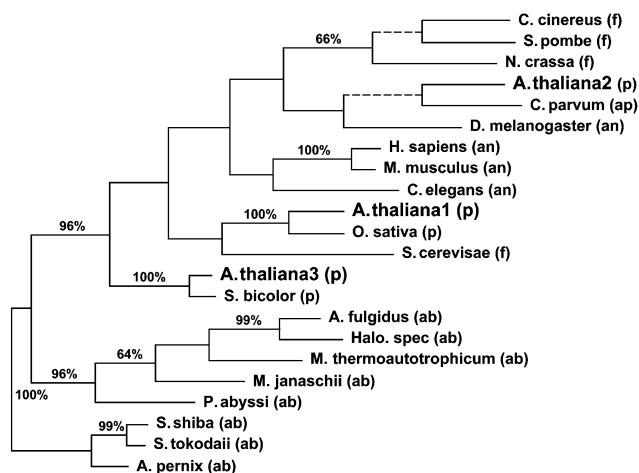 C. cinereus (f)
66%
S. pombe (f)
N. crassa (f)
A.thaliana2 (p)
C. parvum (ap)
D. melanogaster (an)
H. sapiens (an)
100%
M. musculus (an)
C. elegans (an)
A.thaliana1 (p)
100%
O. sativa (p)
96%
S. cerevisae (f)
A.thaliana3 (p)
100%
S. bicolor (p)
A. fulgidus (ab)
99%
Halo. spec (ab)
64%
M. thermoautotrophicum (ab)
96%
M. janaschii (ab)
100%
P. abyssi (ab)
S. shiba (ab)
99%
S. tokodaii (ab)
A. pernix (ab)